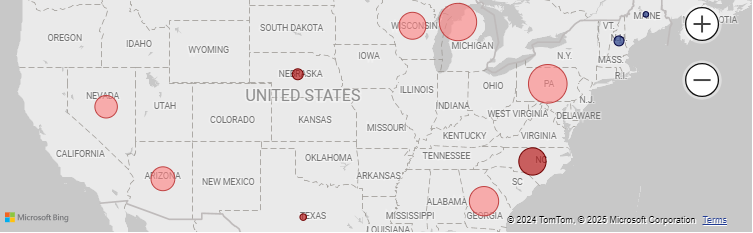 MAINE
NOVA SCOTIA
OREGON
IDAHO
WYOMING
SOUTH DAKOTA
WISCONSIN
MICHIGAN
VT.
N.H.
MASS.
R.I.
N.Y.
IOWA
NEBRASKA
NEVADA
UTAH
COLORADO
UNITED STATES
KANSAS
ILLINOIS
INDIANA
OHIO
PA
N.J.
MISSOURI
WEST VIRGINIA
DELAWARE
KENTUCKY
VIRGINIA
CALIFORNIA
ARIZONA
NEW MEXICO
OKLAHOMA
ARKANSAS
TENNESSEE
NC
SC
TEXAS
LOUISIANA
MISSISSIPPI
ALABAMA
GEORGIA
Microsoft Bing
© 2024 TomTom, © 2025 Microsoft Corporation Terms